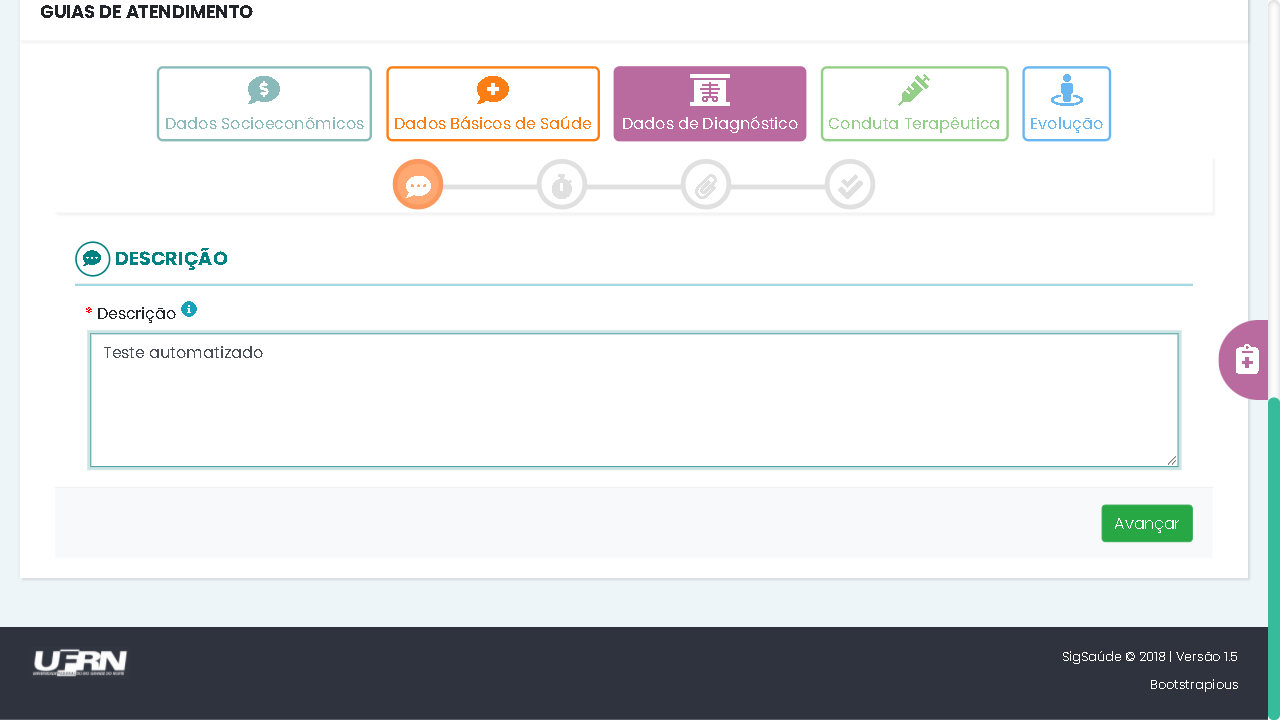 GUIAS DE ATENDIMENTO
Dados Socioeconômicos
Dados Básicos de Saúde
Dados de Diagnóstico
Conduta Terapêutica
Evolução
DESCRIÇÃO
* Descrição
Teste automatizado
Avançar
UFRN
SigSaúde © 2018 | Versão 1.5
Bootstrapious